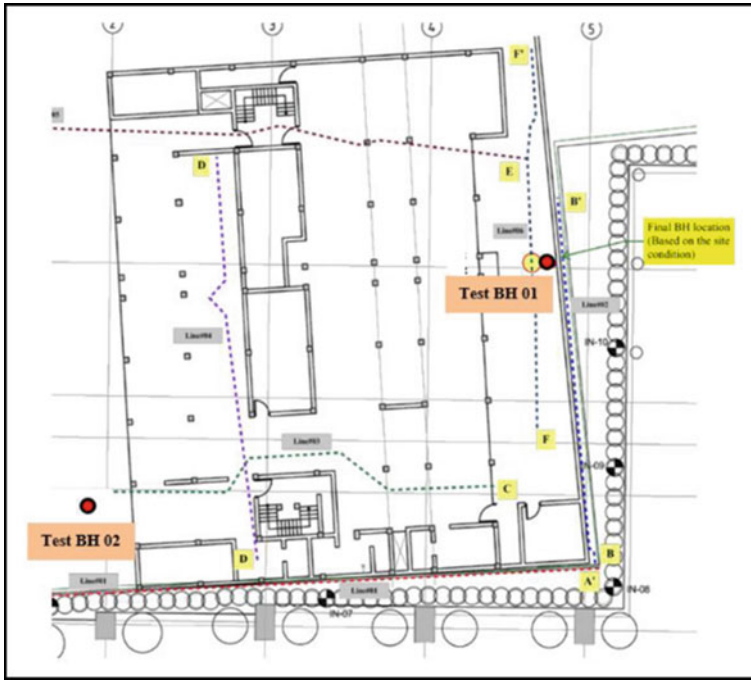 2
3
4
5
F'
D
E
B'
Line#06
Final BH location
(Based on the site
condition)
Test BH 01
Line#02
Line#04
IN-10
F
Line#03
C
IN-09
Test BH 02
D
B
Line#01
A'
Line#01
IN-08
IN-07